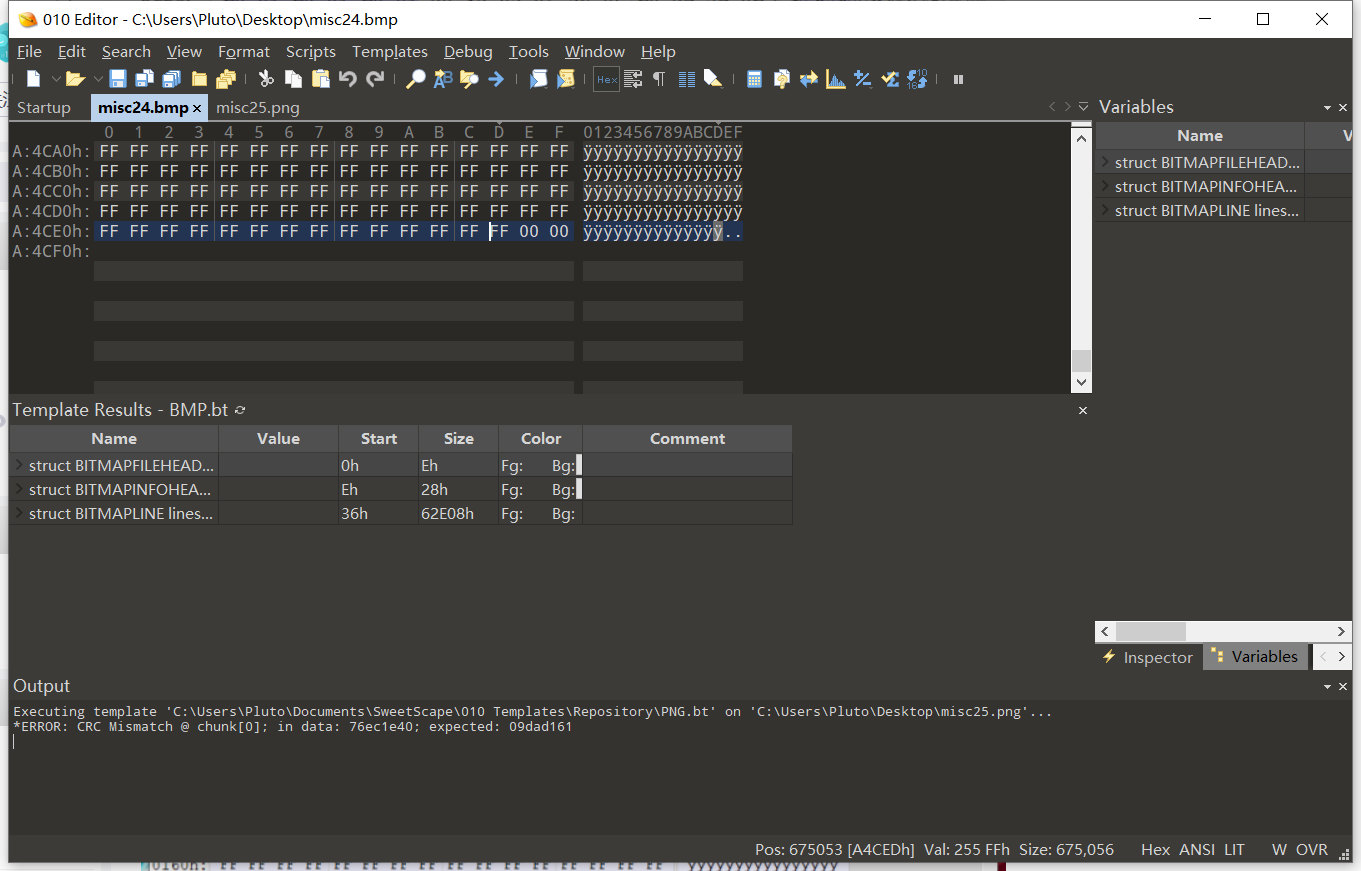 010 Editor - C:\Users\Pluto\Desktop\misc24.bmp
File Edit Search View Format Scripts Templates Debug Tools Window Help
Startup misc24.bmp × misc25.png
Variables
0 1 2 3 4 5 6 7 8 9 A B C D E F 0123456789ABCDEF
A:4CA0h: FF FF FF FF FF FF FF FF FF FF FF FF FF FF FF FF ÿÿÿÿÿÿÿÿÿÿÿÿÿÿÿÿ
A:4CB0h: FF FF FF FF FF FF FF FF FF FF FF FF FF FF FF FF ÿÿÿÿÿÿÿÿÿÿÿÿÿÿÿÿ
A:4CC0h: FF FF FF FF FF FF FF FF FF FF FF FF FF FF FF FF ÿÿÿÿÿÿÿÿÿÿÿÿÿÿÿÿ
A:4CD0h: FF FF FF FF FF FF FF FF FF FF FF FF FF FF FF FF ÿÿÿÿÿÿÿÿÿÿÿÿÿÿÿÿ
A:4CE0h: FF FF FF FF FF FF FF FF FF FF FF FF FF FF 00 00 ÿÿÿÿÿÿÿÿÿÿÿÿÿÿ..
A:4CF0h:
Name V
struct BITMAPFILEHEAD...
struct BITMAPINFOHEA...
struct BITMAPLINE lines...
Template Results - BMP.bt
Name Value Start Size Color Comment
struct BITMAPFILEHEAD... 0h Eh Fg: Bg:
struct BITMAPINFOHEA... Eh 28h Fg: Bg:
struct BITMAPLINE lines... 36h 62E08h Fg: Bg:
Inspector Variables
Output
Executing template 'C:\Users\Pluto\Documents\SweetScape\010 Templates\Repository\PNG.bt' on 'C:\Users\Pluto\Desktop\misc25.png'...
*ERROR: CRC Mismatch @ chunk[0]; in data: 76ec1e40; expected: 09dad161
Pos: 675053 [A4CEDh] Val: 255 FFh Size: 675,056 Hex ANSI LIT W OVR